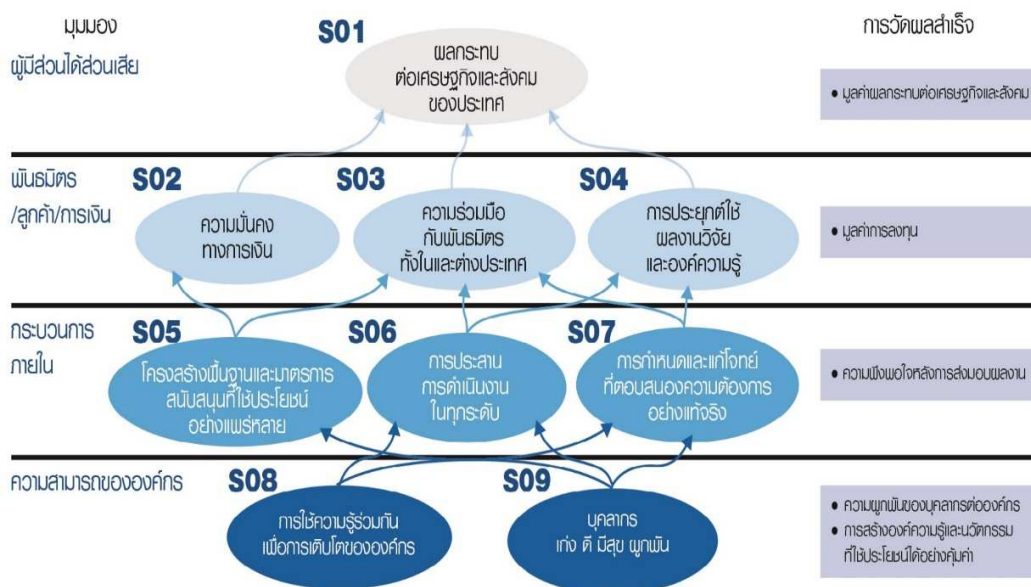 มุมมอง
ผู้มีส่วนได้ส่วนเสีย
SO1
ผลกระทบ
ต่อเศรษฐกิจและสังคม
ของประเทศ
การวัดผลสำเร็จ
• มูลค่าผลกระทบต่อเศรษฐกิจและสังคม
พันธมิตร
/ลูกค้า/การเงิน
SO2
ความมั่นคง
ทางการเงิน
SO3
ความร่วมมือ
กับพันธมิตร
ทั้งในและต่างประเทศ
SO4
การประยุกต์ใช้
ผลงานวิจัย
และองค์ความรู้
• มูลค่าการลงทุน
กระบวนการ
ภายใน
SO5
โครงสร้างพื้นฐานและมาตรการ
สนับสนุนที่ใช้ประโยชน์
อย่างแพร่หลาย
SO6
การประสาน
การดำเนินงาน
ในทุกระดับ
SO7
การกำหนดและแก้โจทย์
ที่ตอบสนองความต้องการ
อย่างแท้จริง
• ความพึงพอใจหลังการส่งมอบผลงาน
ความสามารถขององค์กร
SO8
การใช้ความรู้ร่วมกัน
เพื่อการเติบโตขององค์กร
SO9
บุคลากร
เก่ง ดี มีสุข ผูกพัน
• ความผูกพันของบุคลากรต่อองค์กร
• การสร้างองค์ความรู้และนวัตกรรม
ที่ใช้ประโยชน์ได้อย่างคุ้มค่า